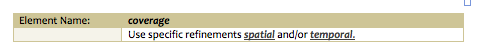 Element Name: coverage
Use specific refinements spatial and/or temporal.